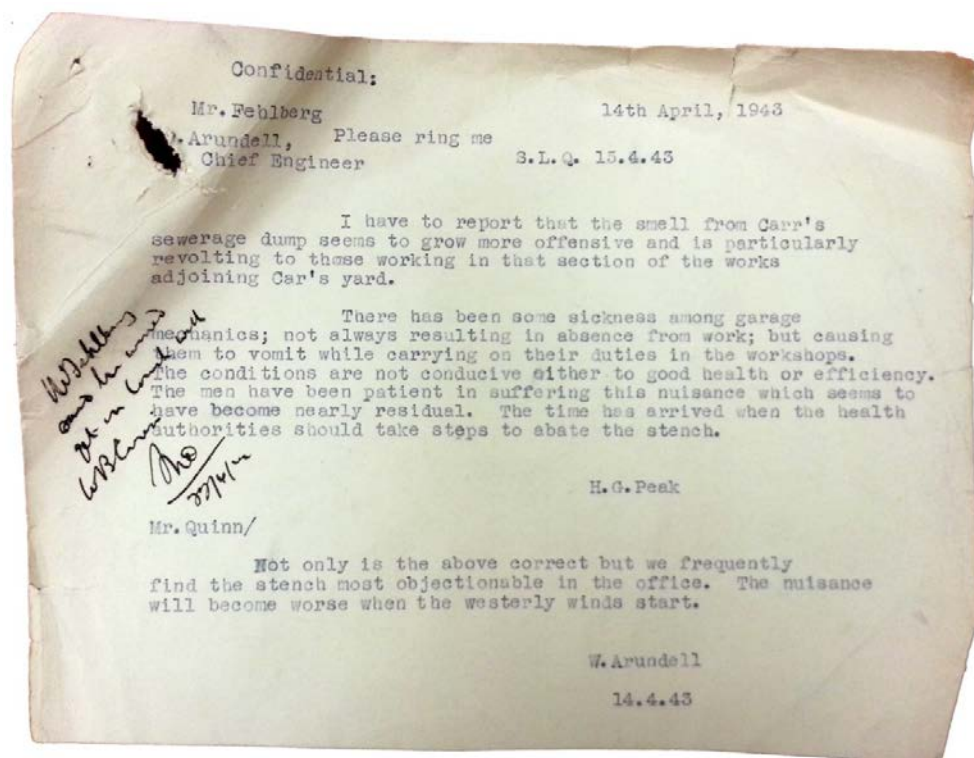 Confidential:
Mr. Fehlberg 14th April, 1943
. Arundell, Please ring me
Chief Engineer S.L.Q. 15.4.43
I have to report that the smell from Carr's
sewerage dump seems to grow more offensive and is particularly
revolting to those working in that section of the works
adjoining Car's yard.
There has been some sickness among garage
mechanics; not always resulting in absence from work; but causing
them to vomit while carrying on their duties in the workshops.
The conditions are not conducive either to good health or efficiency.
The men have been patient in suffering this nuisance which seems to
have become nearly residual. The time has arrived when the health
authorities should take steps to abate the stench.
H.G.Peak
Mr. Quinn/
Not only is the above correct but we frequently
find the stench most objectionable in the office. The nuisance
will become worse when the westerly winds start.
W. Arundell
14.4.43